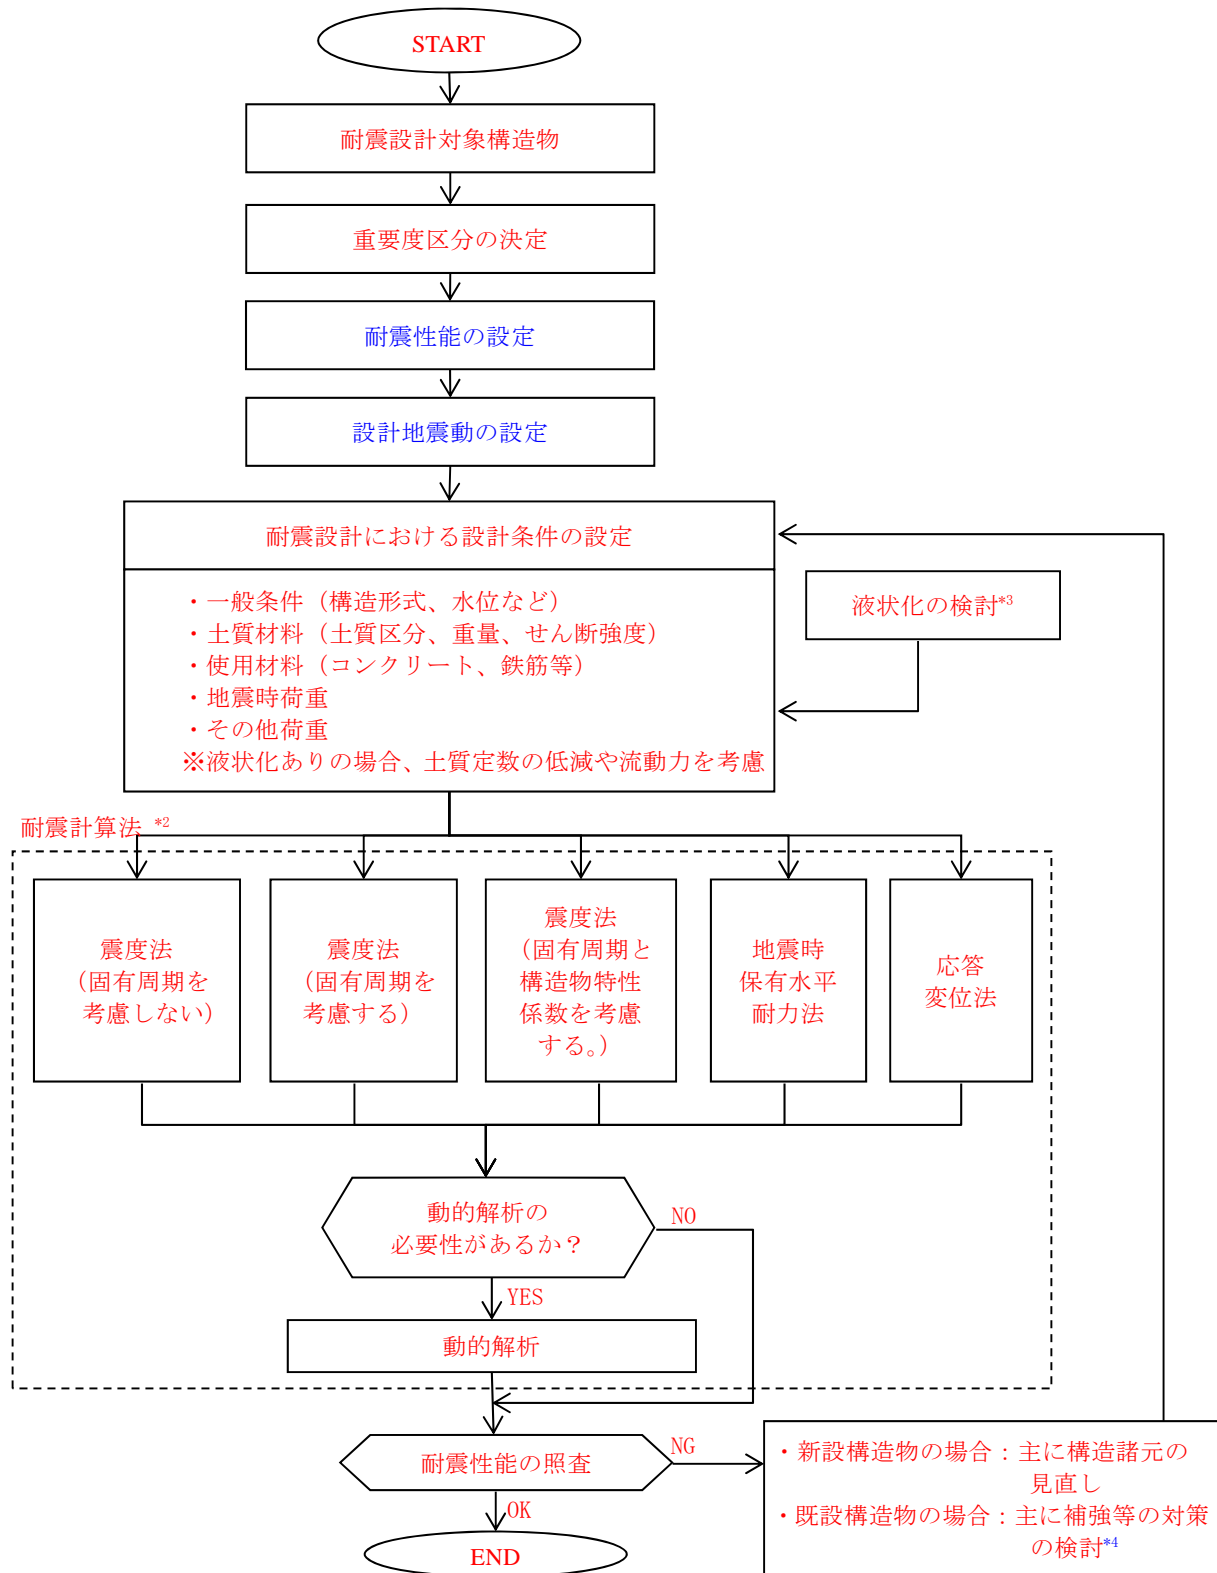 START
耐震設計対象構造物
重要度区分の決定
耐震性能の設定
設計地震動の設定
耐震設計における設計条件の設定
・一般条件（構造形式、水位など）
・土質材料（土質区分、重量、せん断強度）
・使用材料（コンクリート、鉄筋等）
・地震時荷重
・その他荷重
※液状化ありの場合、土質定数の低減や流動力を考慮
液状化の検討*3
耐震計算法 *2
震度法
（固有周期を
考慮しない）
震度法
（固有周期を
考慮する）
震度法
（固有周期と
構造物特性
係数を考慮
する。）
地震時
保有水平
耐力法
応答
変位法
動的解析の
必要性があるか？
NO
YES
動的解析
耐震性能の照査
NG
OK
END
・新設構造物の場合：主に構造諸元の
見直し
・既設構造物の場合：主に補強等の対策
の検討*4